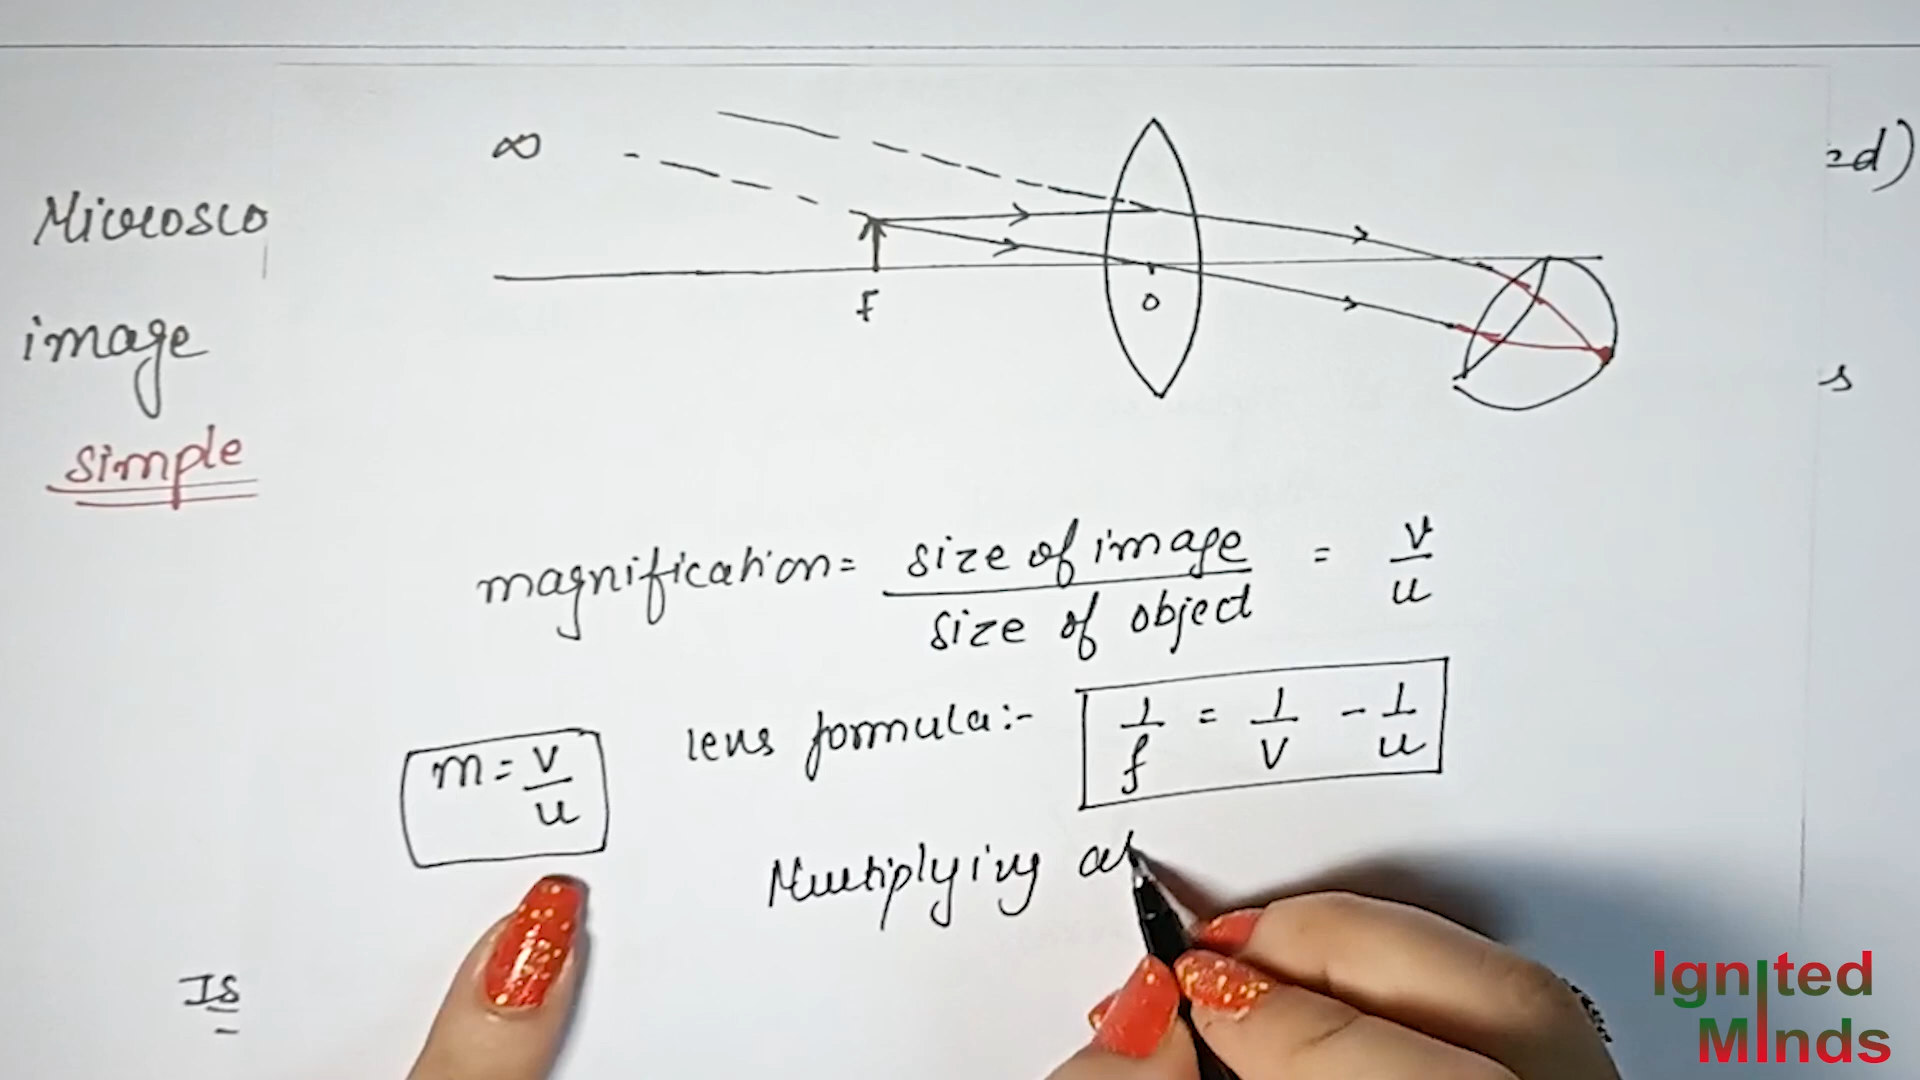 ∞
2d)
Microsco
F
O
image
s
simple
magnification = size of image / size of object = v/u
m = v/u
lens formula:- 1/f = 1/v - 1/u
Multiplying
Is
Ignited
Minds